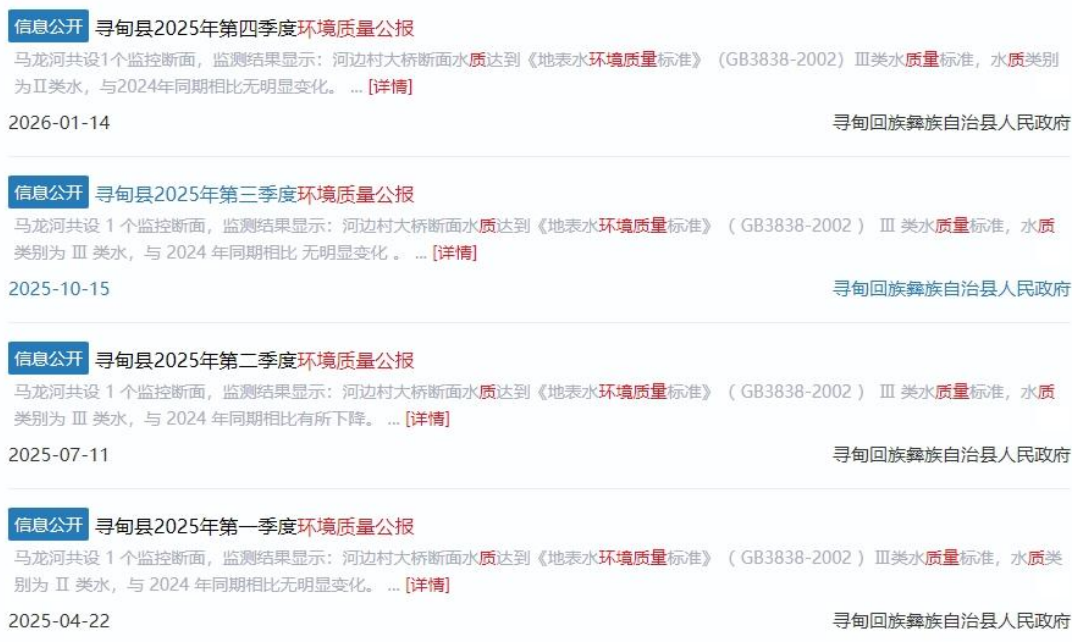 信息公开 寻甸县2025年第四季度环境质量公报
马龙河共设1个监控断面，监测结果显示：河边村大桥断面水质达到《地表水环境质量标准》（GB3838-2002）Ⅲ类水质量标准，水质类别
为Ⅱ类水，与2024年同期相比无明显变化。 ... [详情]
2026-01-14 寻甸回族彝族自治县人民政府
信息公开 寻甸县2025年第三季度环境质量公报
马龙河共设 1 个监控断面，监测结果显示：河边村大桥断面水质达到《地表水环境质量标准》（ GB3838-2002 ） Ⅲ 类水质量标准，水质
类别为 Ⅲ 类水，与 2024 年同期相比 无明显变化 。 ... [详情]
2025-10-15 寻甸回族彝族自治县人民政府
信息公开 寻甸县2025年第二季度环境质量公报
马龙河共设 1 个监控断面，监测结果显示：河边村大桥断面水质达到《地表水环境质量标准》（ GB3838-2002 ） Ⅲ 类水质量标准，水质
类别为 Ⅲ 类水，与 2024 年同期相比有所下降。 ... [详情]
2025-07-11 寻甸回族彝族自治县人民政府
信息公开 寻甸县2025年第一季度环境质量公报
马龙河共设 1 个监控断面，监测结果显示：河边村大桥断面水质达到《地表水环境质量标准》（ GB3838-2002 ）Ⅲ类水质量标准，水质类
别为 Ⅱ 类水，与 2024 年同期相比无明显变化。 ... [详情]
2025-04-22 寻甸回族彝族自治县人民政府